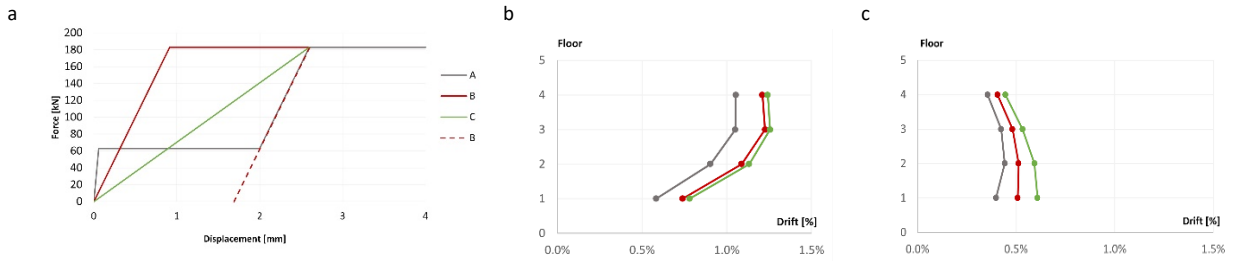 a
200
180
160
140
120
100
80
60
40
20
0
Force [kN]
0 1 2 3 4
Displacement [mm]
A
B
C
B
b
Floor
5
4
3
2
1
0
Drift [%]
0.0% 0.5% 1.0% 1.5%
c
Floor
5
4
3
2
1
0
Drift [%]
0.0% 0.5% 1.0% 1.5%